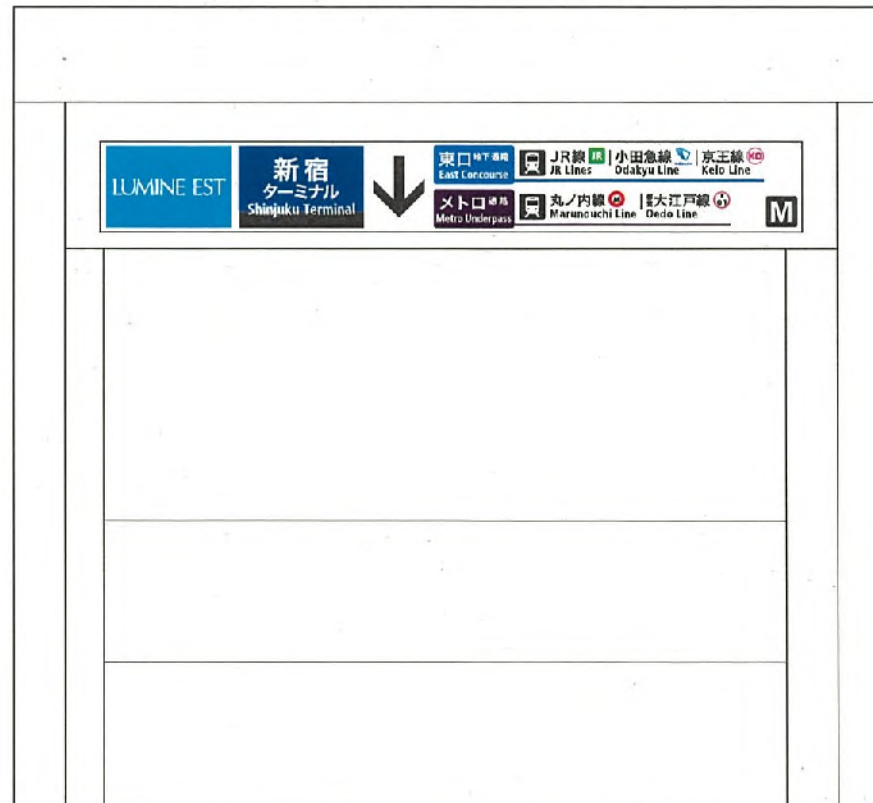 LUMINE EST
新宿
ターミナル
Shinjuku Terminal
東口地下通路
East Concourse
JR線 JR | 小田急線 | 京王線 KO
JR Lines Odakyu Line Keio Line
メトロ通路
Metro Underpass
丸ノ内線 | 都営大江戸線
Marunouchi Line Oedo Line
M